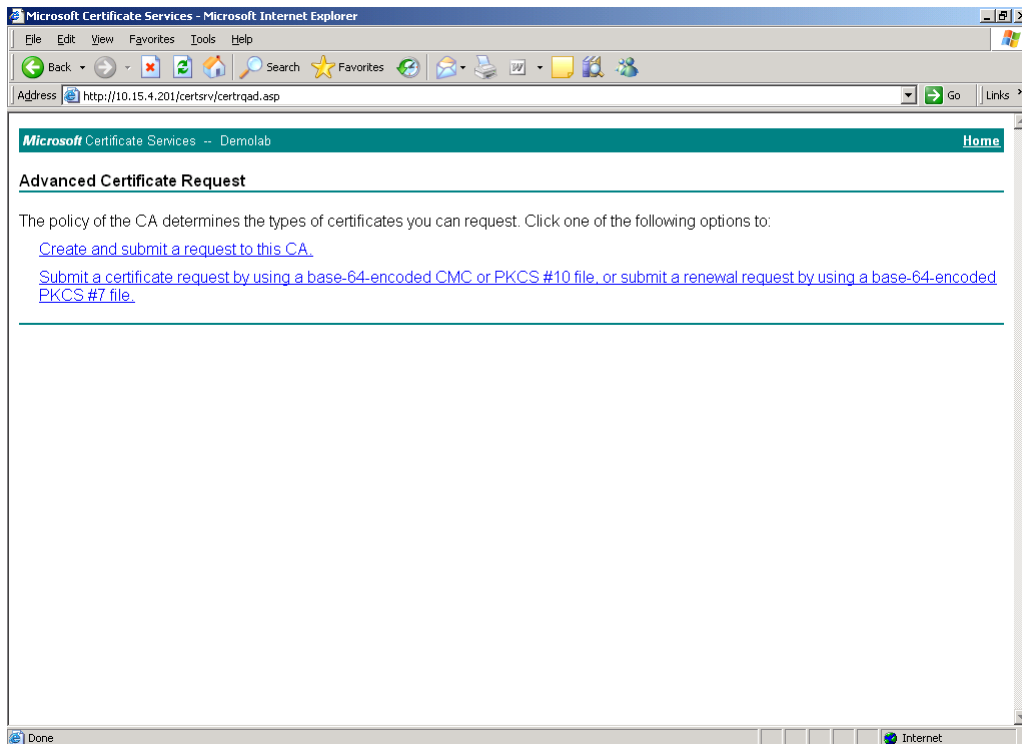 Microsoft Certificate Services - Microsoft Internet Explorer
File Edit View Favorites Tools Help
Back Search Favorites
Address http://10.15.4.201/certsrv/certrqad.asp Go Links
Microsoft Certificate Services -- Demolab Home
Advanced Certificate Request
The policy of the CA determines the types of certificates you can request. Click one of the following options to:
Create and submit a request to this CA.
Submit a certificate request by using a base-64-encoded CMC or PKCS #10 file, or submit a renewal request by using a base-64-encoded
PKCS #7 file.
Done Internet